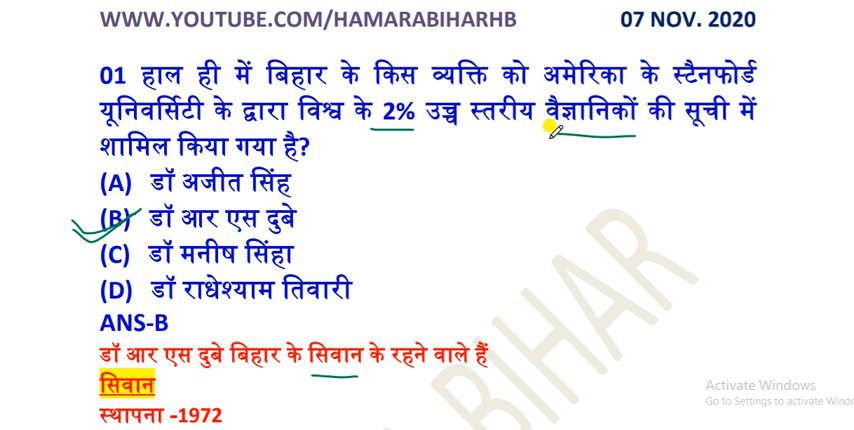 WWW.YOUTUBE.COM/HAMARABIHARHB 07 NOV. 2020
01 हाल ही में बिहार के किस व्यक्ति को अमेरिका के स्टैनफोर्ड
यूनिवर्सिटी के द्वारा विश्व के 2% उच्च स्तरीय वैज्ञानिकों की सूची में
शामिल किया गया है?
(A) डॉ अजीत सिंह
(B) डॉ आर एस दुबे
(C) डॉ मनीष सिंहा
(D) डॉ राधेश्याम तिवारी
ANS-B
डॉ आर एस दुबे बिहार के सिवान के रहने वाले हैं
सिवान
स्थापना -1972
BIHAR
Activate Windows
Go to Settings to activate Windo